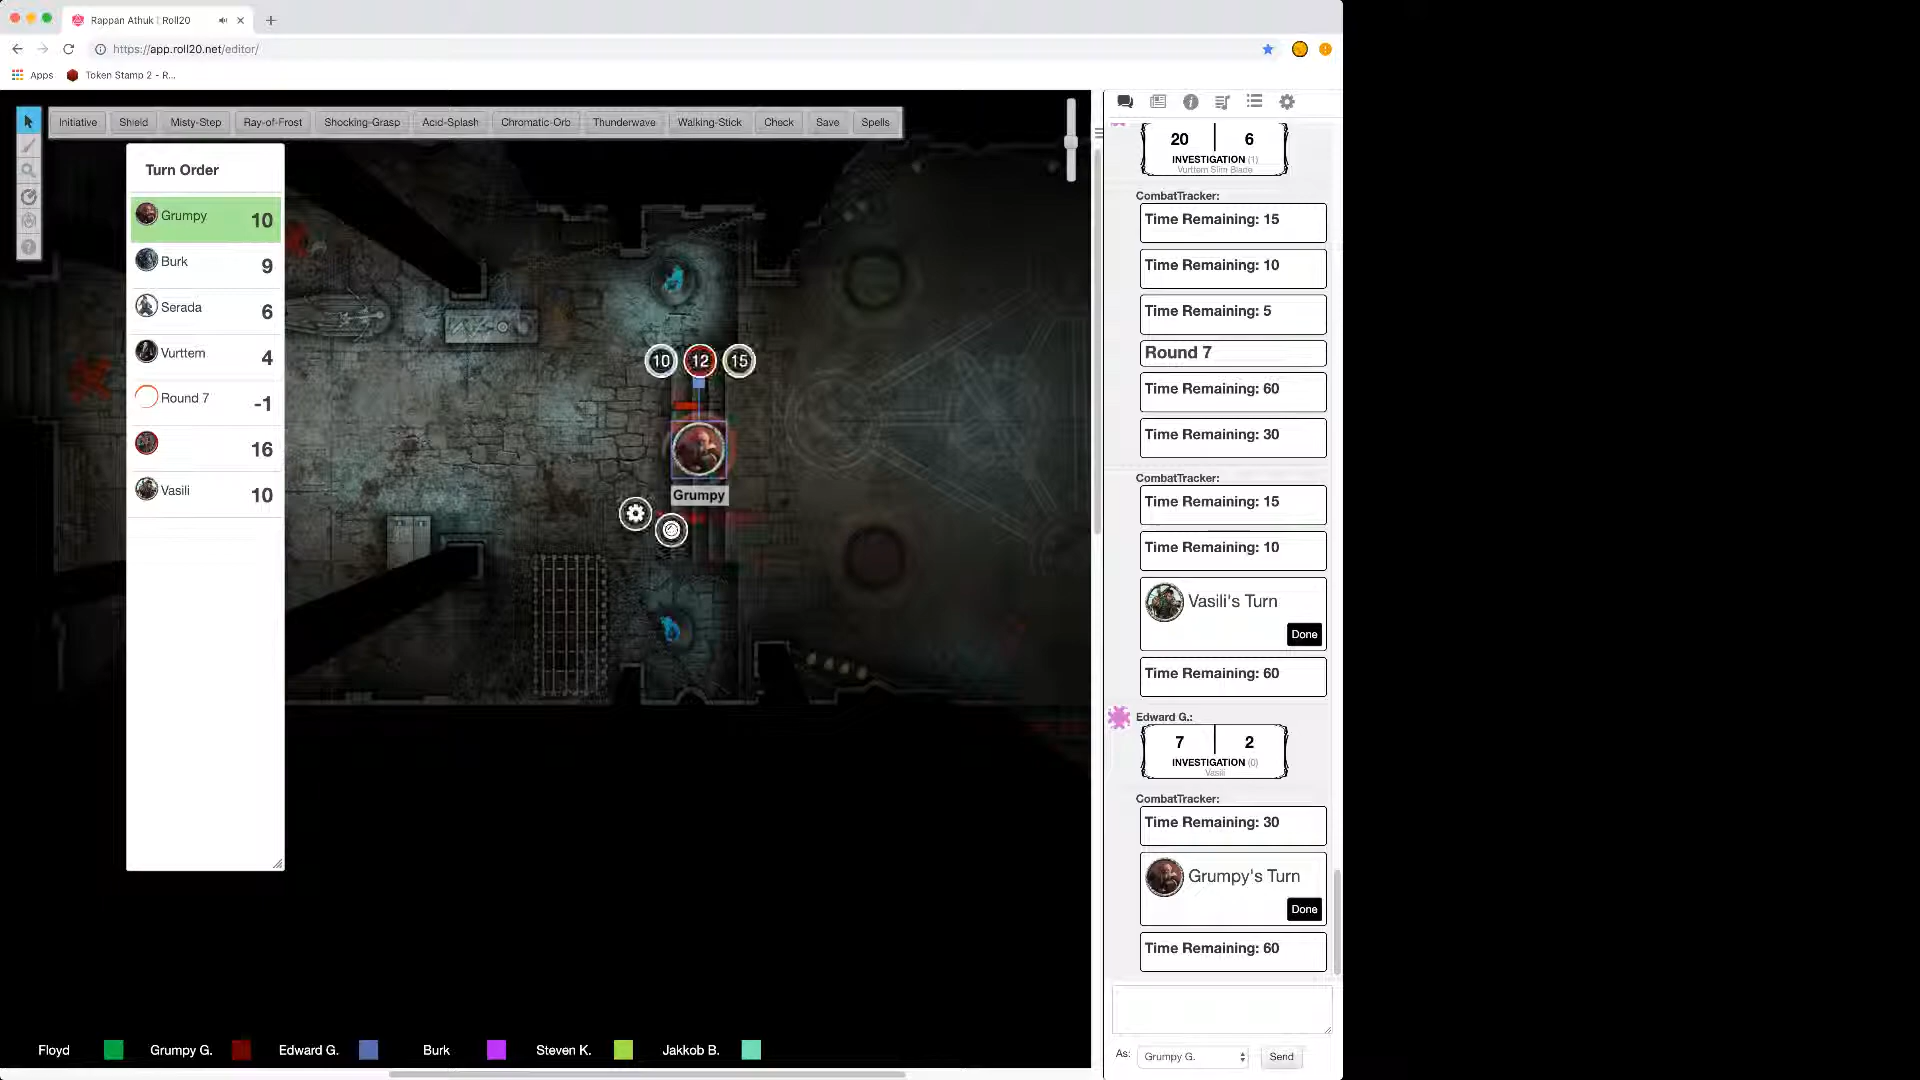 Rappan Athuk | Roll20
https://app.roll20.net/editor/
Apps
Token Stamp 2 - R...
Initiative
Shield
Misty-Step
Ray-of-Frost
Shocking-Grasp
Acid-Splash
Chromatic-Orb
Thunderwave
Walking-Stick
Check
Save
Spells
Turn Order
Grumpy 10
Burk 9
Serada 6
Vurttem 4
Round 7 -1
16
Vasili 10
10 12 15
Grumpy
20 6
INVESTIGATION (1)
Vurttem Slim Blade
CombatTracker:
Time Remaining: 15
Time Remaining: 10
Time Remaining: 5
Round 7
Time Remaining: 60
Time Remaining: 30
CombatTracker:
Time Remaining: 15
Time Remaining: 10
Vasili's Turn
Done
Time Remaining: 60
Edward G.:
7 2
INVESTIGATION (0)
Vasili
CombatTracker:
Time Remaining: 30
Grumpy's Turn
Done
Time Remaining: 60
As: Grumpy G. Send
Floyd
Grumpy G.
Edward G.
Burk
Steven K.
Jakkob B.